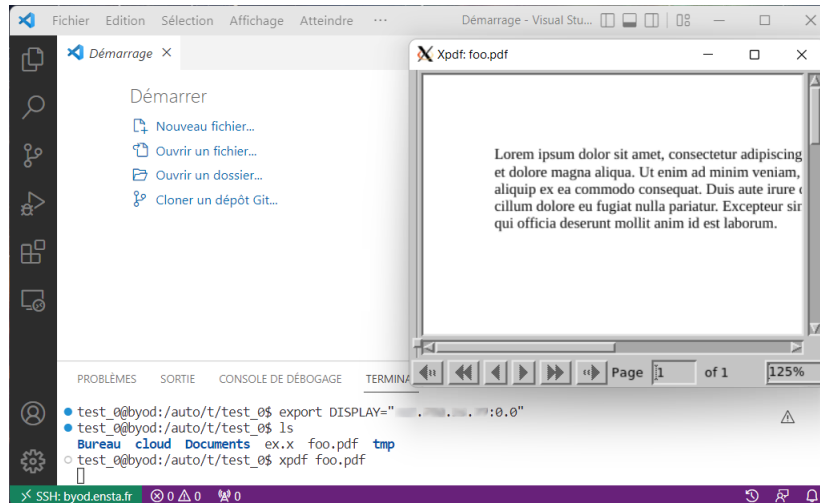 Fichier Edition Sélection Affichage Atteindre ··· Démarrage - Visual Stu...
Démarrage
Xpdf: foo.pdf
Démarrer
Nouveau fichier...
Ouvrir un fichier...
Ouvrir un dossier...
Cloner un dépôt Git...
Lorem ipsum dolor sit amet, consectetur adipiscing
et dolore magna aliqua. Ut enim ad minim veniam,
aliquip ex ea commodo consequat. Duis aute irure
cillum dolore eu fugiat nulla pariatur. Excepteur sin
qui officia deserunt mollit anim id est laborum.
Page 1 of 1 125%
PROBLÈMES SORTIE CONSOLE DE DÉBOGAGE TERMINA
test_0@byod:/auto/t/test_0$ export DISPLAY=" . . . :0.0"
test_0@byod:/auto/t/test_0$ ls
Bureau cloud Documents ex.x foo.pdf tmp
test_0@byod:/auto/t/test_0$ xpdf foo.pdf
SSH: byod.ensta.fr 0 0 0